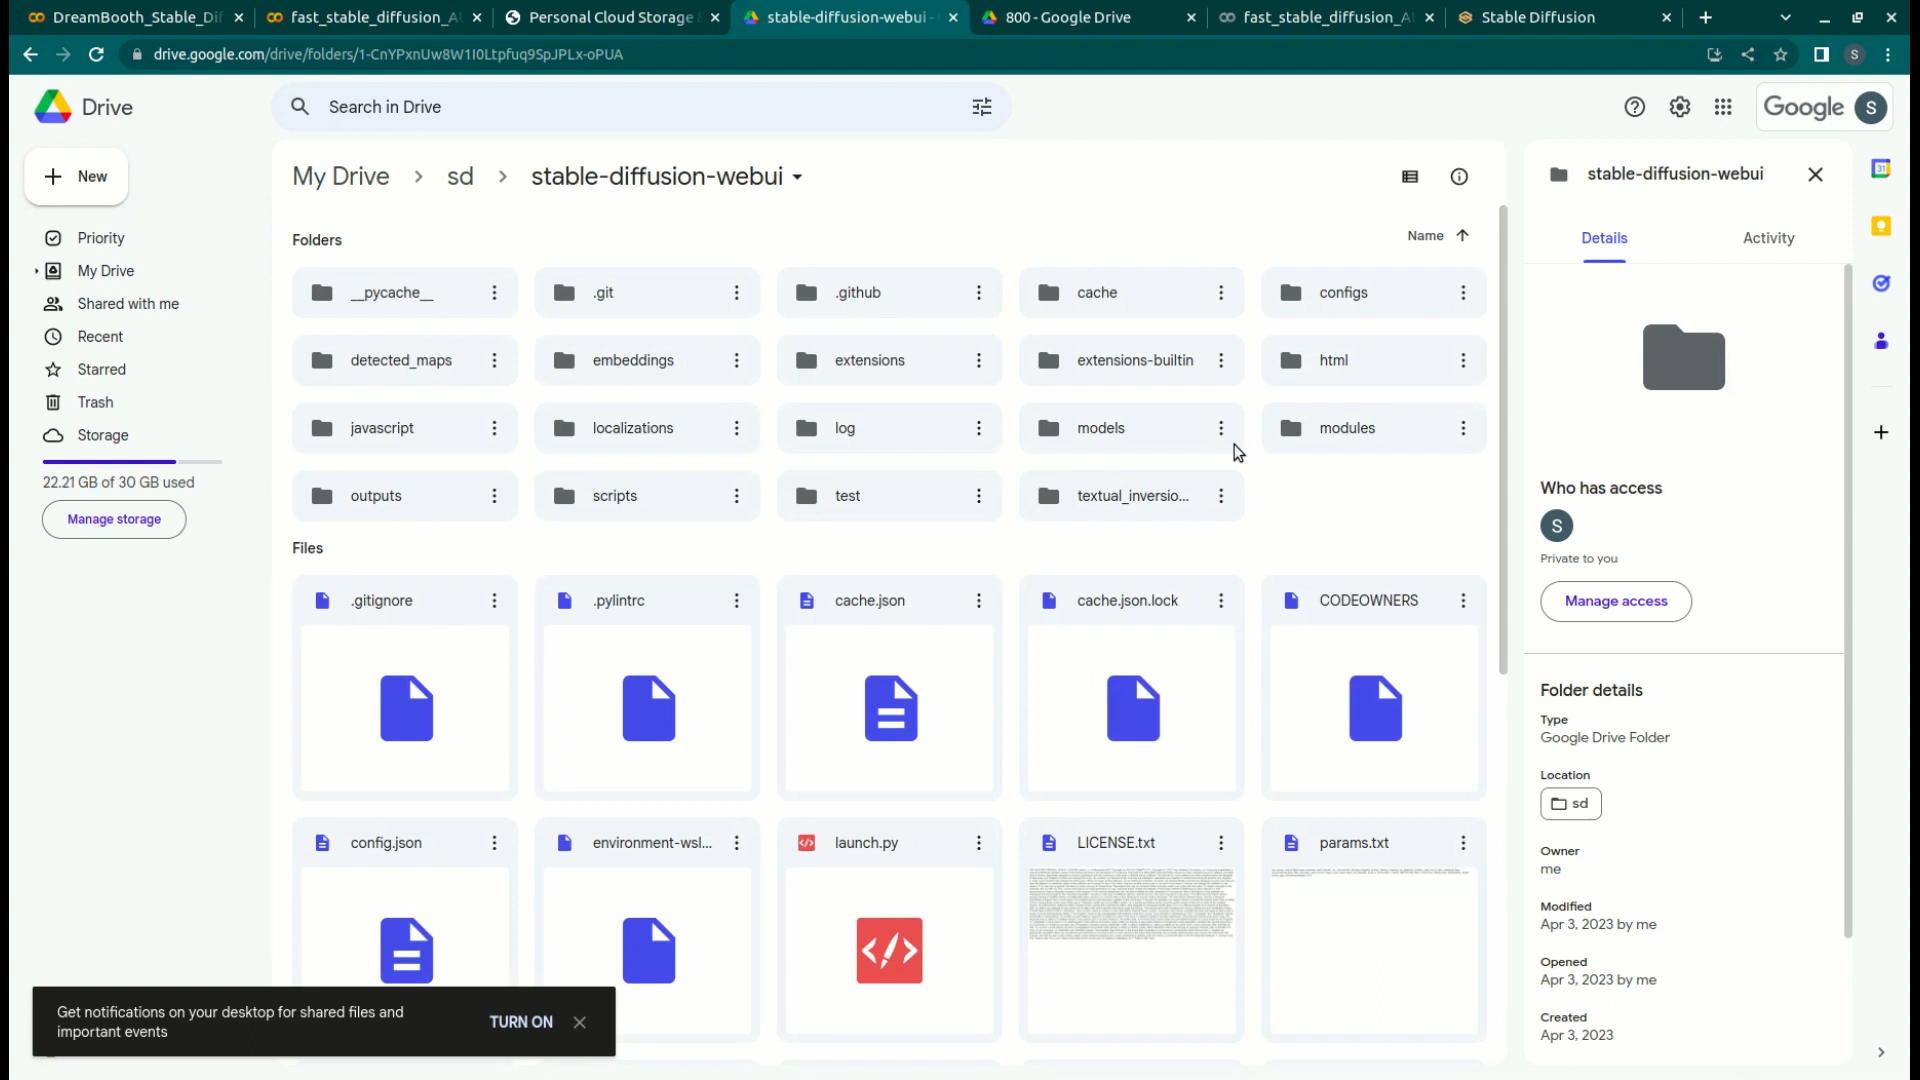 DreamBooth_Stable_Dif
fast_stable_diffusion_A
Personal Cloud Storage
stable-diffusion-webui -
800 - Google Drive
fast_stable_diffusion_A
Stable Diffusion
drive.google.com/drive/folders/1-CnYPxnUw8W1I0Ltpfuq9SpJPLx-oPUA
S
Drive
Search in Drive
Google
S
New
Priority
My Drive
Shared with me
Recent
Starred
Trash
Storage
22.21 GB of 30 GB used
Manage storage
My Drive
sd
stable-diffusion-webui
Folders
Name
__pycache__
.git
.github
cache
configs
detected_maps
embeddings
extensions
extensions-builtin
html
javascript
localizations
log
models
modules
outputs
scripts
test
textual_inversio...
Files
.gitignore
.pylintrc
cache.json
cache.json.lock
CODEOWNERS
config.json
environment-wsl...
launch.py
LICENSE.txt
params.txt
Get notifications on your desktop for shared files and
important events
TURN ON
stable-diffusion-webui
Details
Activity
Who has access
S
Private to you
Manage access
Folder details
Type
Google Drive Folder
Location
sd
Owner
me
Modified
Apr 3, 2023 by me
Opened
Apr 3, 2023 by me
Created
Apr 3, 2023
31